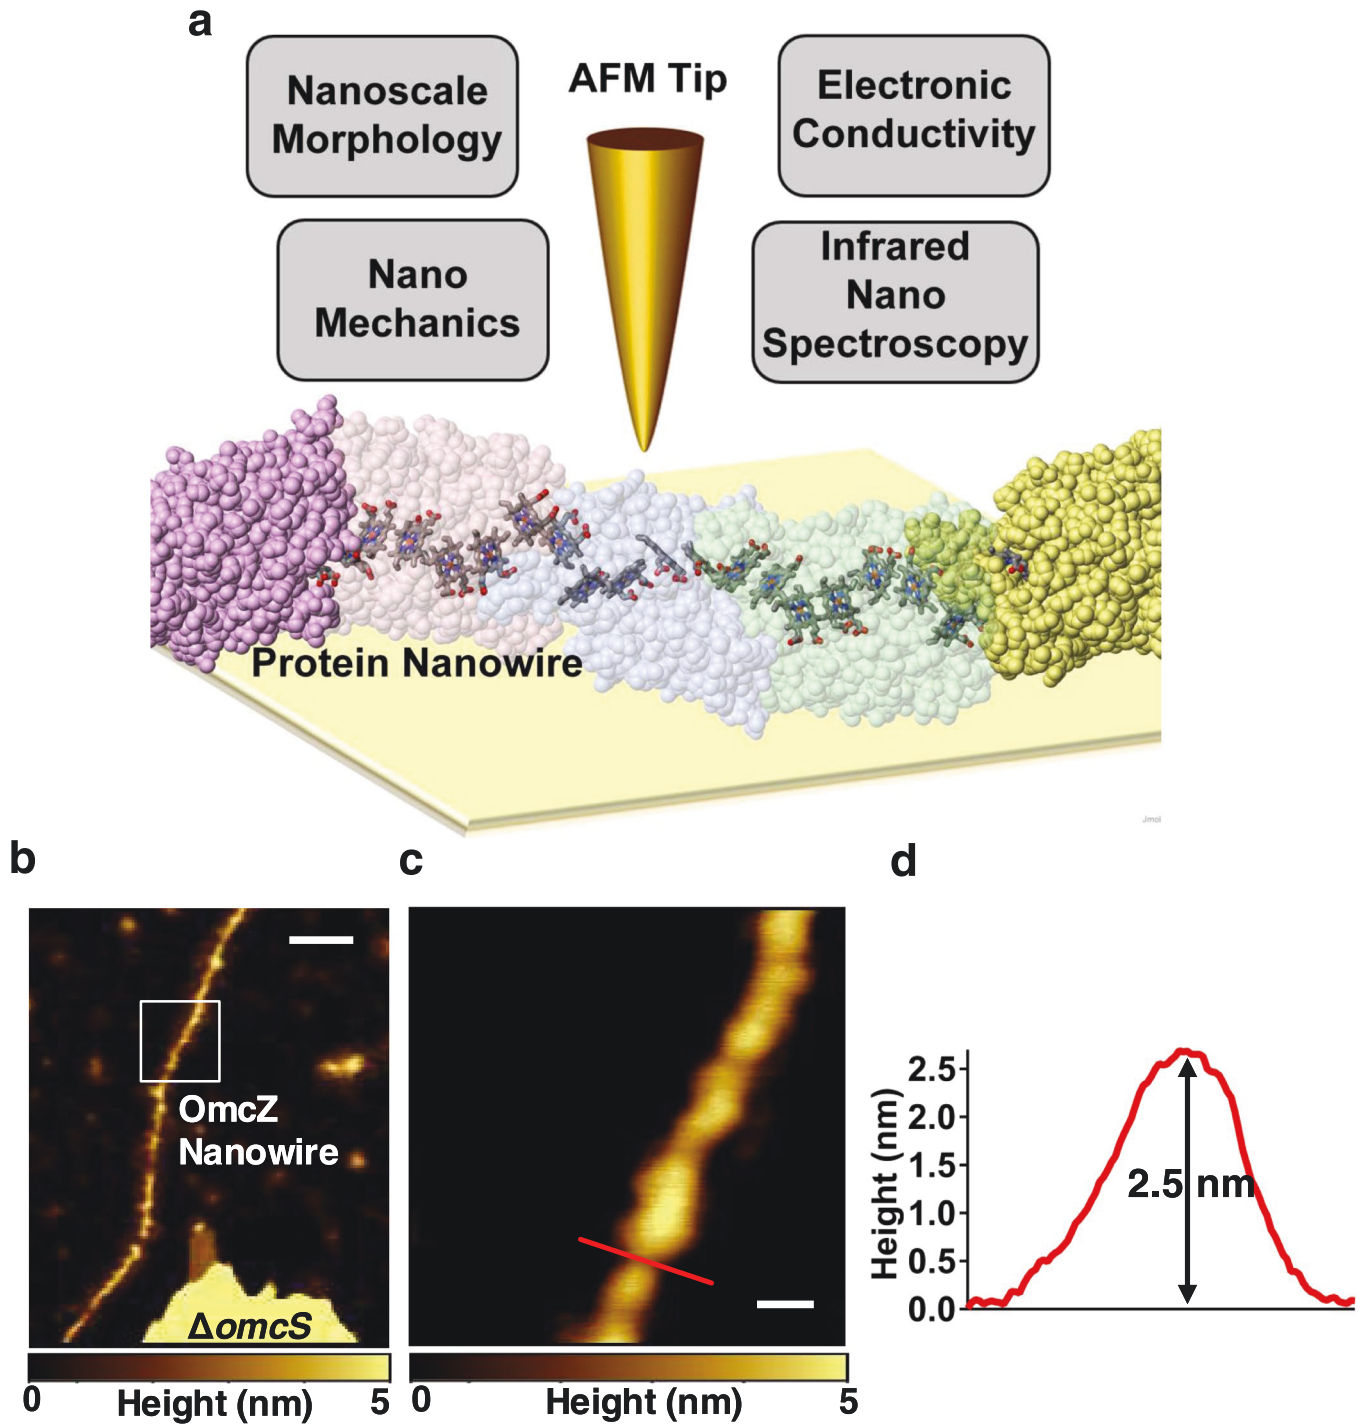 a
Nanoscale
Morphology
AFM Tip
Electronic
Conductivity
Nano
Mechanics
Infrared
Nano
Spectroscopy
Protein Nanowire
Jmol
b
c
d
OmcZ
Nanowire
ΔomcS
0
Height (nm)
5
0
Height (nm)
5
Height (nm)
2.5
2.0
1.5
1.0
0.5
0.0
2.5 nm